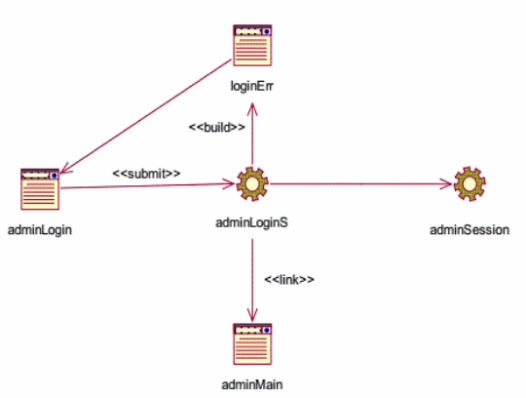 loginErr
<<build>>
<<submit>>
adminLogin
adminLoginS
adminSession
<<link>>
adminMain